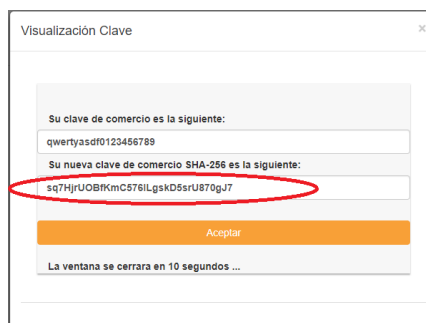 Visualización Clave
×
Su clave de comercio es la siguiente:
qwertyasdf0123456789
Su nueva clave de comercio SHA-256 es la siguiente:
sq7HjrUOBfKmC576ILgskD5srU870gJ7
Aceptar
La ventana se cerrara en 10 segundos ...